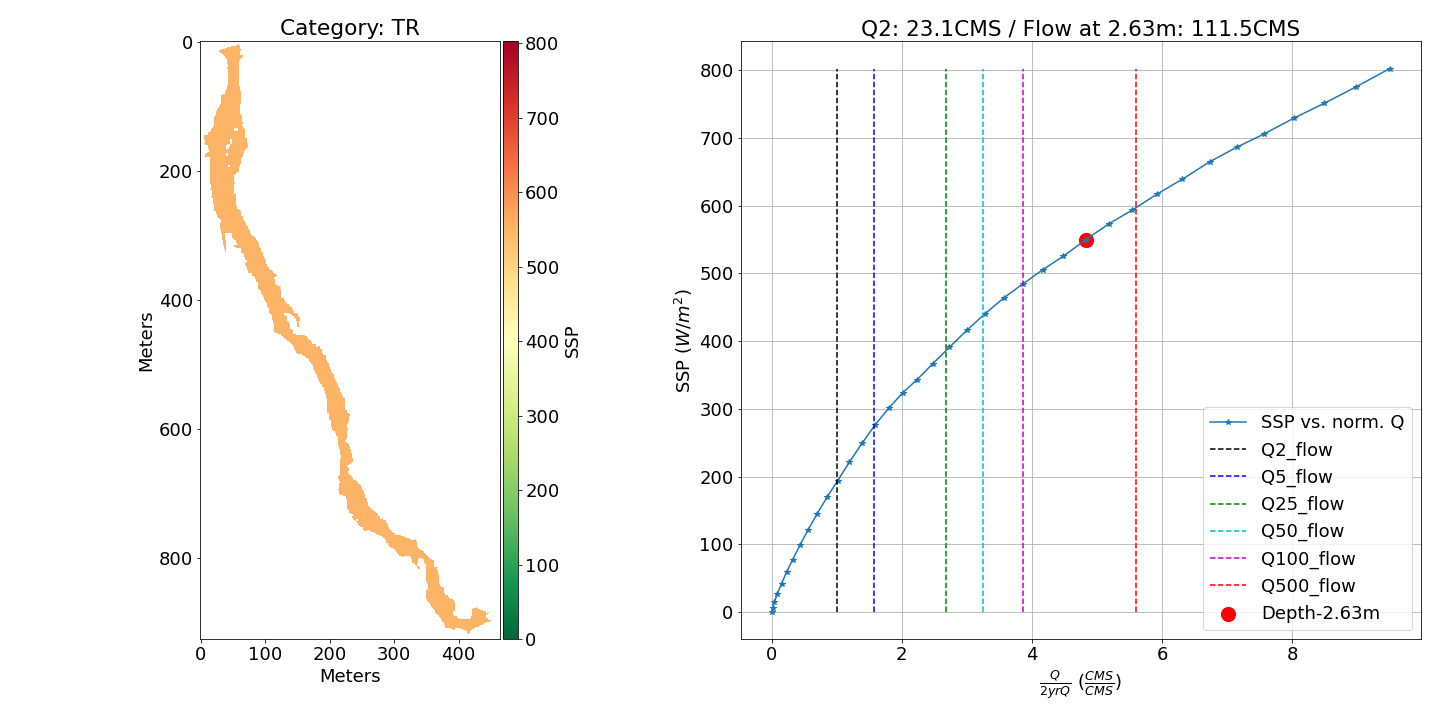 Category: TR
0
200
400
600
800
Meters
0
100
200
300
400
Meters
800
700
600
500
400
300
200
100
0
SSP
Q2: 23.1CMS / Flow at 2.63m: 111.5CMS
800
700
600
500
400
300
200
100
0
SSP (W/m²)
0
2
4
6
8
Q/2yrQ (CMS/CMS)
SSP vs. norm. Q
Q2_flow
Q5_flow
Q25_flow
Q50_flow
Q100_flow
Q500_flow
Depth-2.63m